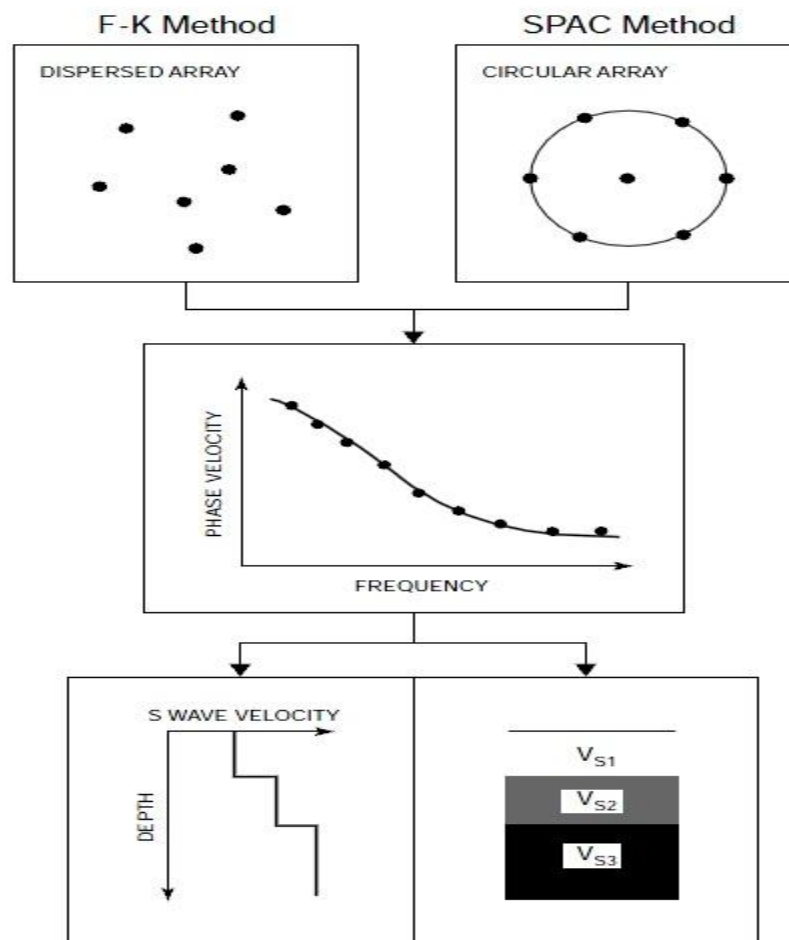 F-K Method
SPAC Method
DISPERSED ARRAY
CIRCULAR ARRAY
PHASE VELOCITY
FREQUENCY
S WAVE VELOCITY
DEPTH
VS1
VS2
VS3